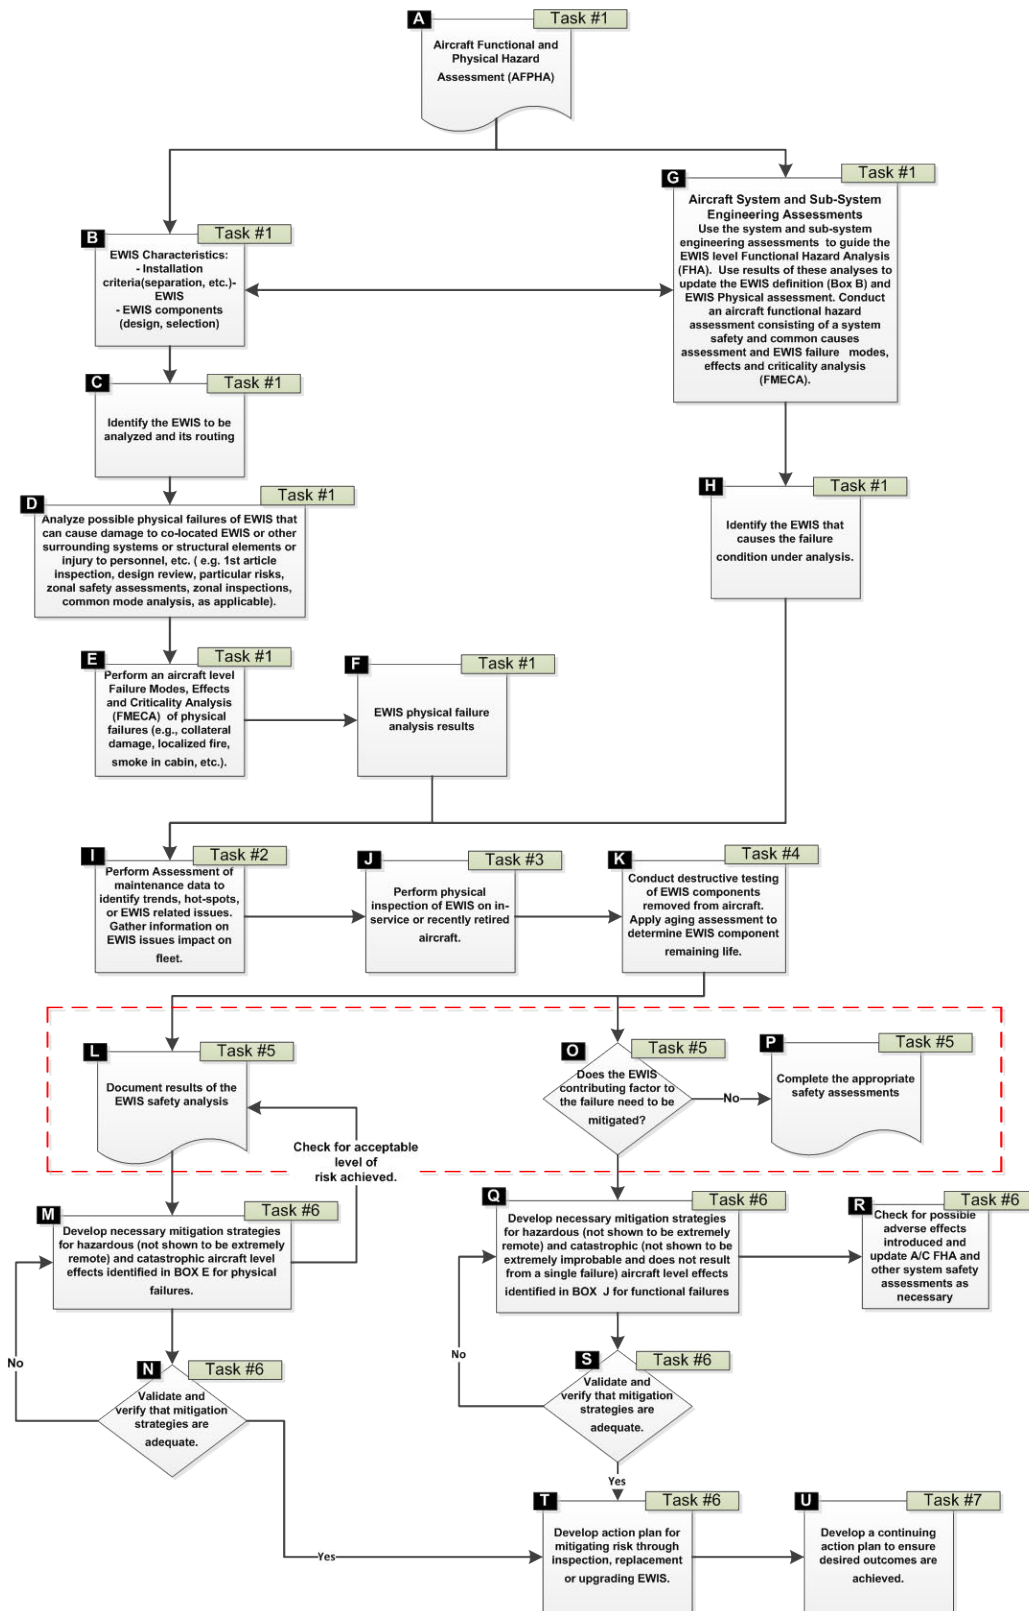 A
Task #1
Aircraft Functional and
Physical Hazard
Assessment (AFPHA)
G
Task #1
Aircraft System and Sub-System
Engineering Assessments
Use the system and sub-system
engineering assessments to guide the
EWIS level Functional Hazard Analysis
(FHA). Use results of these analyses to
update the EWIS definition (Box B) and
EWIS Physical assessment. Conduct
an aircraft functional hazard
assessment consisting of a system
safety and common causes
assessment and EWIS failure modes,
effects and criticality analysis
(FMECA).
B
Task #1
EWIS Characteristics:
- Installation
criteria(separation, etc.)-
EWIS
- EWIS components
(design, selection)
C
Task #1
Identify the EWIS to be
analyzed and its routing
D
Task #1
Analyze possible physical failures of EWIS that
can cause damage to co-located EWIS or other
surrounding systems or structural elements or
injury to personnel, etc. ( e.g. 1st article
inspection, design review, particular risks,
zonal safety assessments, zonal inspections,
common mode analysis, as applicable).
H
Task #1
Identify the EWIS that
causes the failure
condition under analysis.
E
Task #1
Perform an aircraft level
Failure Modes, Effects
and Criticality Analysis
(FMECA) of physical
failures (e.g., collateral
damage, localized fire,
smoke in cabin, etc.).
F
Task #1
EWIS physical failure
analysis results
I
Task #2
Perform Assessment of
maintenance data to
identify trends, hot-spots,
or EWIS related issues.
Gather information on
EWIS issues impact on
fleet.
J
Task #3
Perform physical
inspection of EWIS on in-
service or recently retired
aircraft.
K
Task #4
Conduct destructive testing
of EWIS components
removed from aircraft.
Apply aging assessment to
determine EWIS component
remaining life.
L
Task #5
Document results of the
EWIS safety analysis
O
Task #5
Does the EWIS
contributing factor to
the failure need to be
mitigated?
No
P
Task #5
Complete the appropriate
safety assessments
Check for acceptable
level of
risk achieved.
M
Task #6
Develop necessary mitigation strategies
for hazardous (not shown to be extremely
remote) and catastrophic aircraft level
effects identified in BOX E for physical
failures.
Q
Task #6
Develop necessary mitigation strategies
for hazardous (not shown to be extremely
remote) and catastrophic (not shown to be
extremely improbable and does not result
from a single failure) aircraft level effects
identified in BOX J for functional failures
R
Task #6
Check for possible
adverse effects
introduced and
update A/C FHA and
other system safety
assessments as
necessary
No
N
Task #6
Validate and
verify that mitigation
strategies are
adequate.
No
S
Task #6
Validate and
verify that mitigation
strategies are
adequate.
Yes
Yes
T
Task #6
Develop action plan for
mitigating risk through
inspection, replacement
or upgrading EWIS.
U
Task #7
Develop a continuing
action plan to ensure
desired outcomes are
achieved.